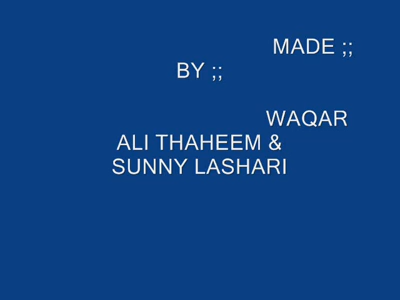 MADE ;;
BY ;;
WAQAR
ALI THAHEEM &
SUNNY LASHARI